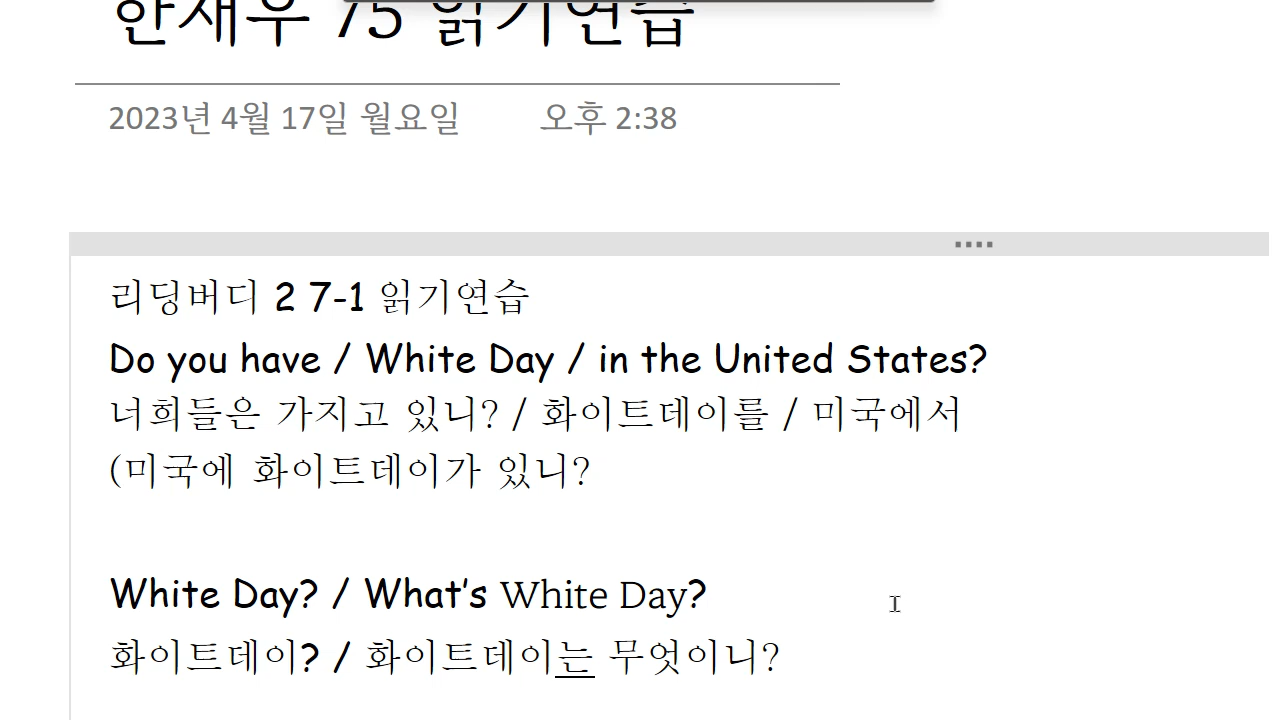 한재우 75 읽기연습
2023년 4월 17일 월요일 오후 2:38
리딩버디 2 7-1 읽기연습
Do you have / White Day / in the United States?
너희들은 가지고 있니? / 화이트데이를 / 미국에서
(미국에 화이트데이가 있니?
White Day? / What's White Day?
화이트데이? / 화이트데이는 무엇이니?